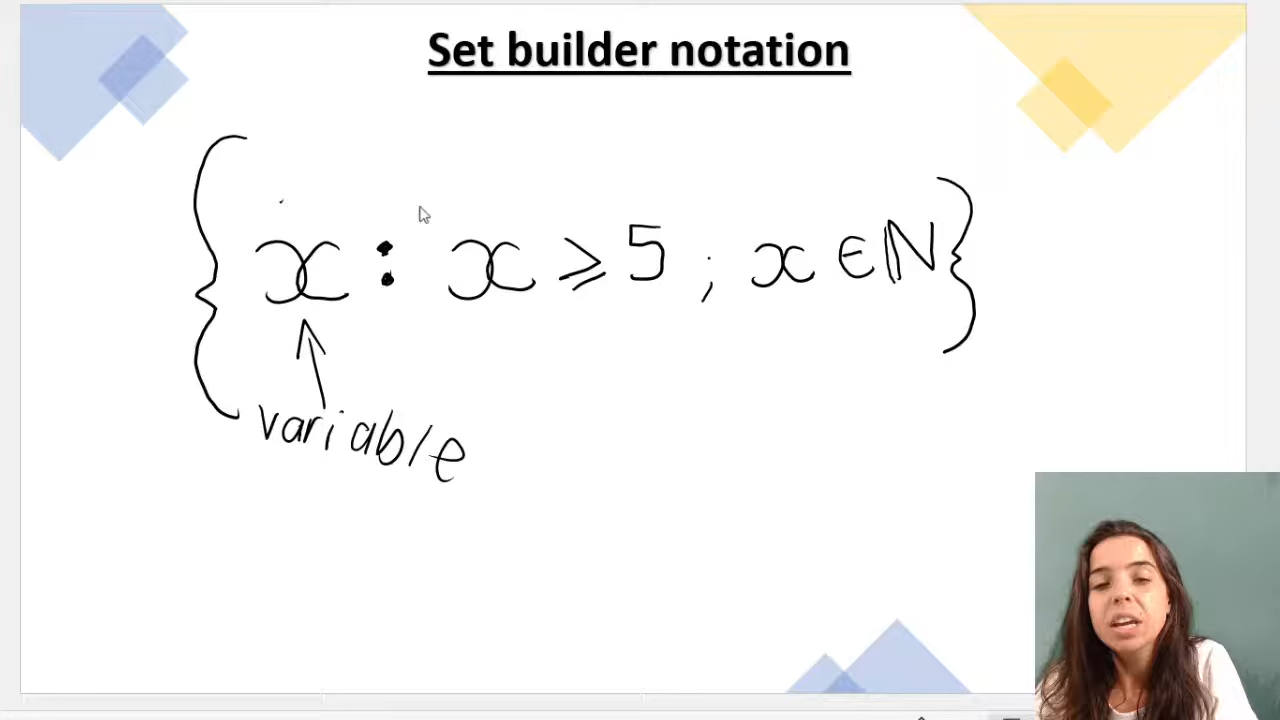 Set builder notation
{x : x ⩾ 5 ; x ∈ ℕ}
variable